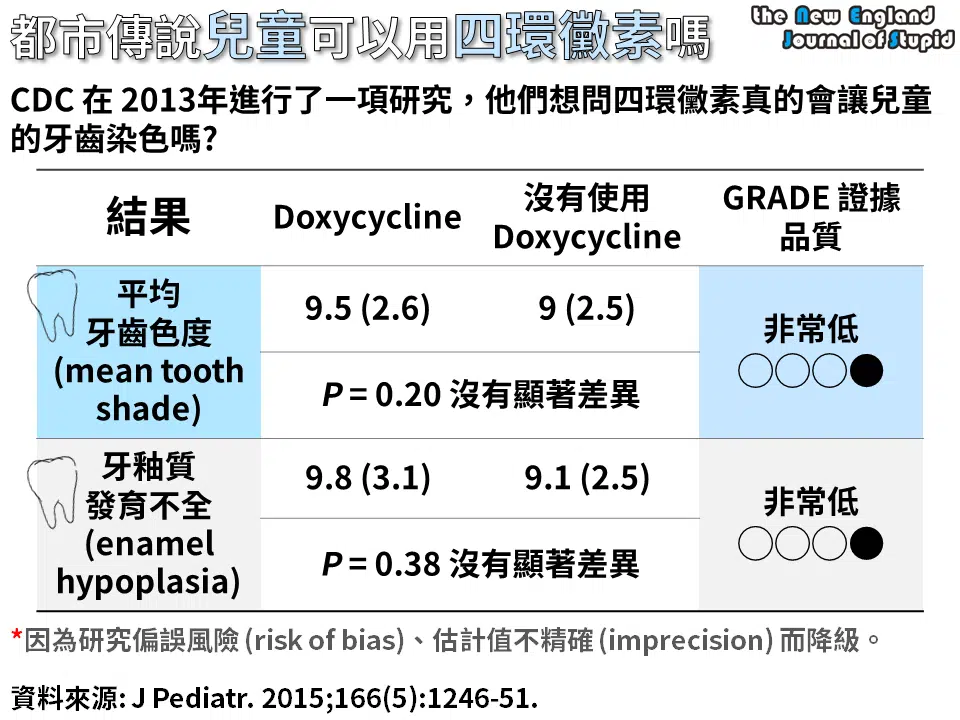 都市傳說兒童可以用四環黴素嗎
the New England
Journal of Stupid
CDC 在 2013年進行了一項研究，他們想問四環黴素真的會讓兒童
的牙齒染色嗎?
結果
Doxycycline
沒有使用
Doxycycline
GRADE 證據
品質
平均
牙齒色度
(mean tooth
shade)
9.5 (2.6)
9 (2.5)
P = 0.20 沒有顯著差異
非常低
牙釉質
發育不全
(enamel
hypoplasia)
9.8 (3.1)
9.1 (2.5)
P = 0.38 沒有顯著差異
非常低
*因為研究偏誤風險 (risk of bias)、估計值不精確 (imprecision) 而降級。
資料來源: J Pediatr. 2015;166(5):1246-51.